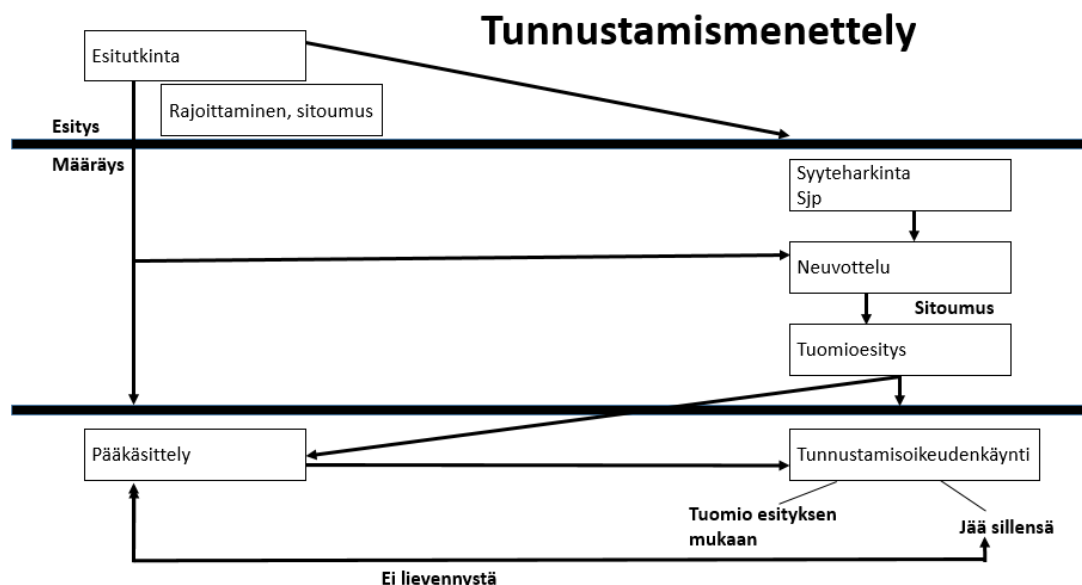 Tunnustamismenettely
Esitutkinta
Rajoittaminen, sitoumus
Esitys
Määräys
Syyteharkinta
Sjp
Neuvottelu
Sitoumus
Tuomioesitys
Pääkäsittely
Tunnustamisoikeudenkäynti
Tuomio esityksen
mukaan
Jää sillensä
Ei lievennystä